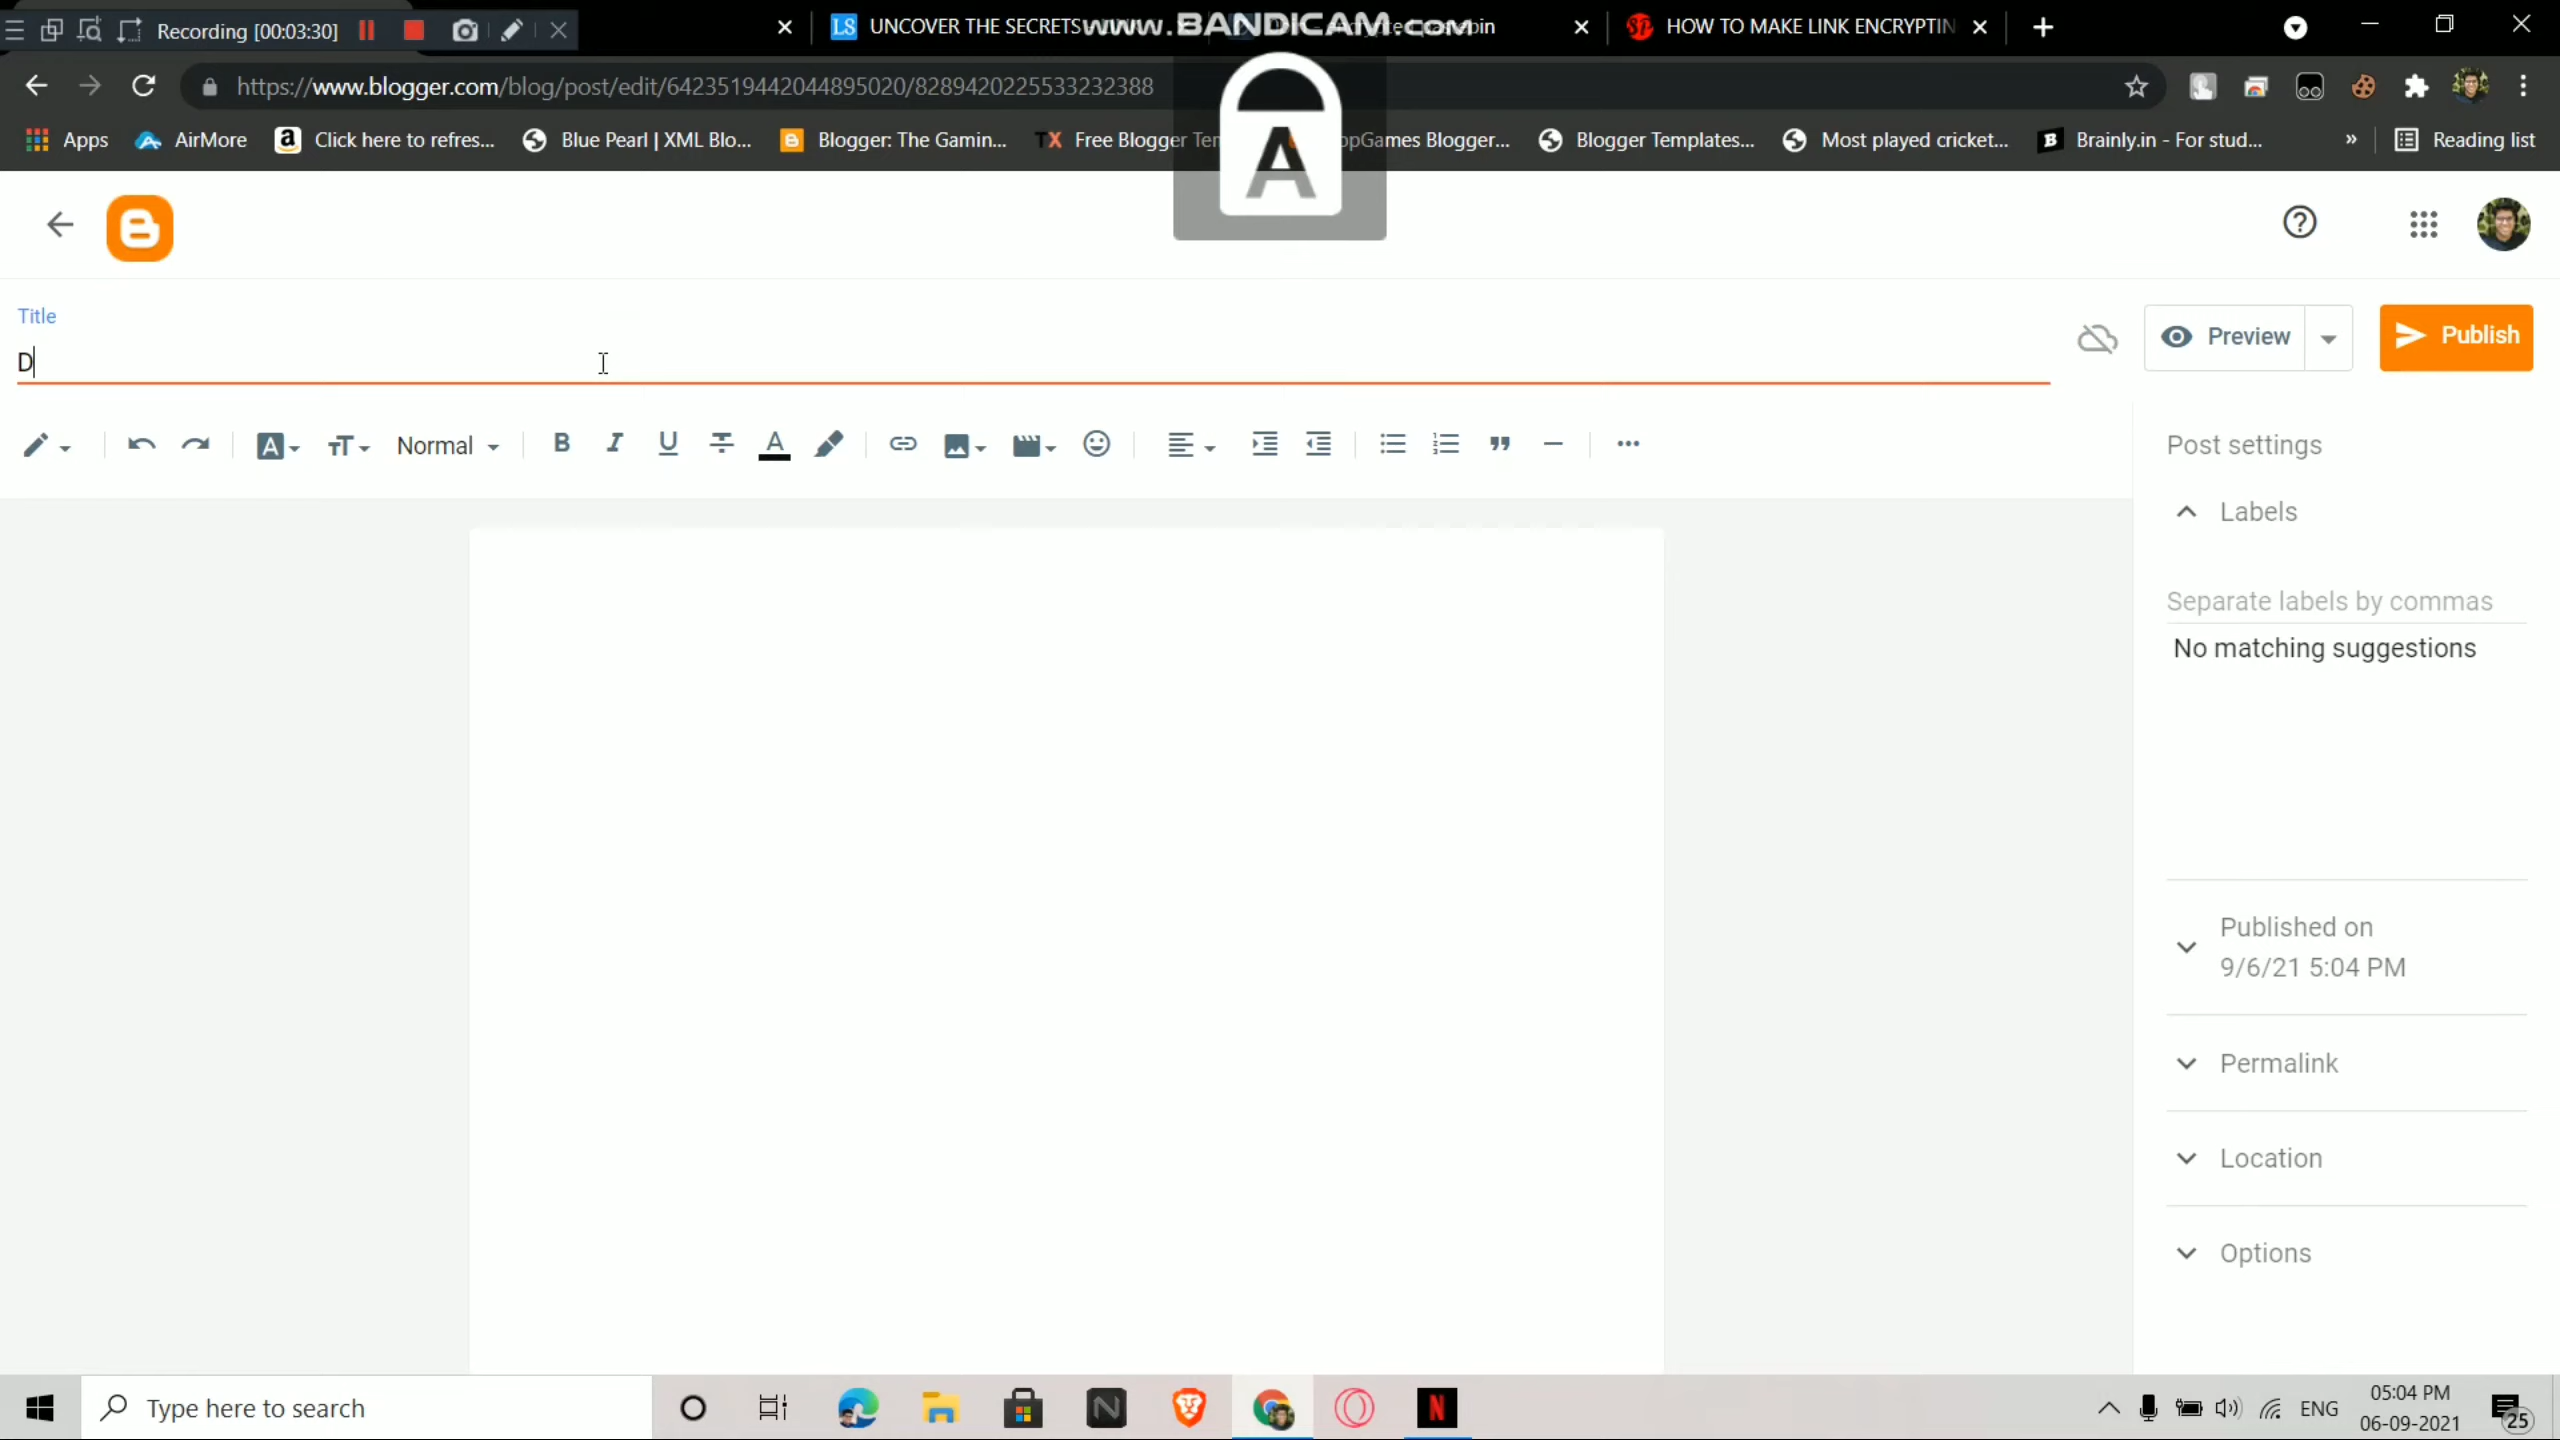 Recording [00:03:30]
LS UNCOVER THE SECRETS
www.BANDICAM.com
HOW TO MAKE LINK ENCRYPTIN
https://www.blogger.com/blog/post/edit/6423519442044895020/8289420225533232388
Apps
AirMore
Click here to refres...
Blue Pearl | XML Blo...
Blogger: The Gamin...
TX Free Blogger Ter
opGames Blogger...
Blogger Templates...
Most played cricket...
B Brainly.in - For stud...
»
Reading list
A
Title
D
Preview
Publish
Normal
B I U A
Post settings
Labels
Separate labels by commas
No matching suggestions
Published on
9/6/21 5:04 PM
Permalink
Location
Options
Type here to search
N
ENG
05:04 PM
06-09-2021
25